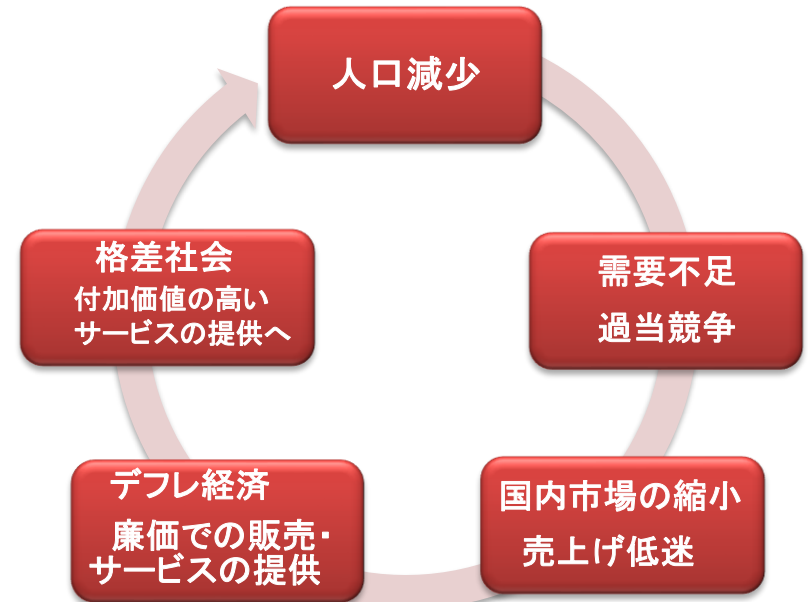 人口減少
需要不足
過当競争
国内市場の縮小
売上げ低迷
デフレ経済
廉価での販売・
サービスの提供
格差社会
付加価値の高い
サービスの提供へ